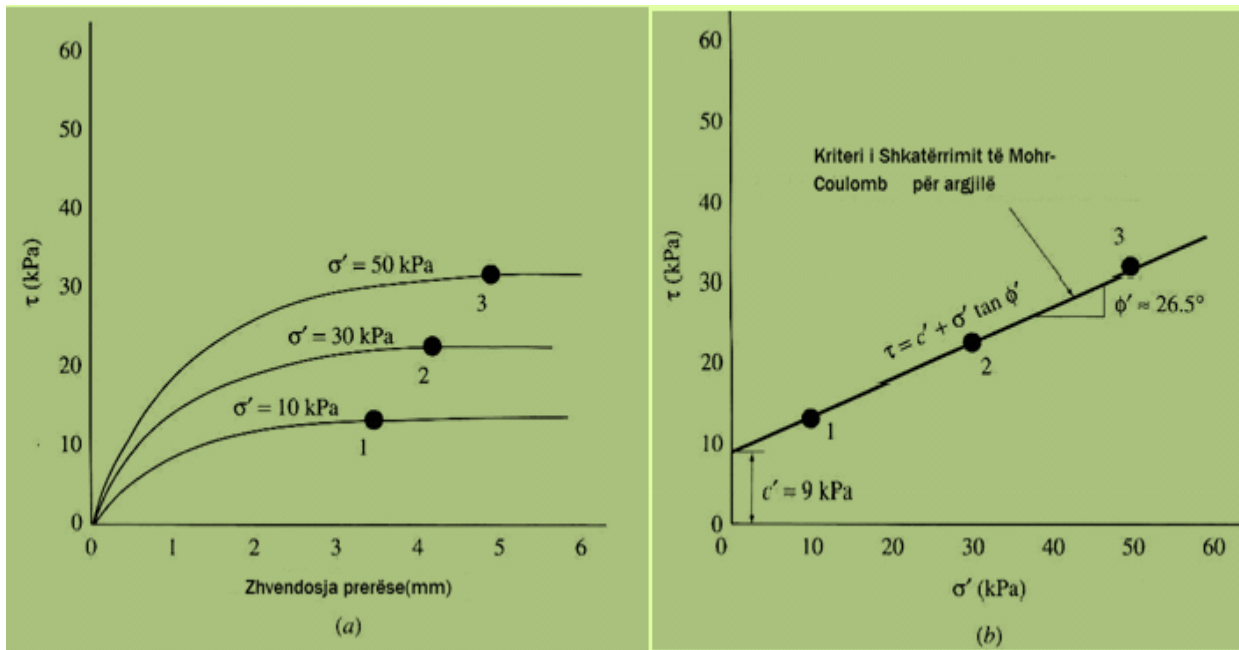 60
50
40
30
20
10
0
τ (kPa)
σ′ = 50 kPa
3
σ′ = 30 kPa
2
σ′ = 10 kPa
1
0 1 2 3 4 5 6
Zhvendosja prerëse(mm)
(a)
60
50
40
30
20
10
0
τ (kPa)
Kriteri i Shkatërrimit të Mohr-
Coulomb për argjilë
3
τ = c′ + σ′ tan ϕ′
ϕ′ ≈ 26.5°
2
1
c′ ≈ 9 kPa
0 10 20 30 40 50 60
σ′ (kPa)
(b)